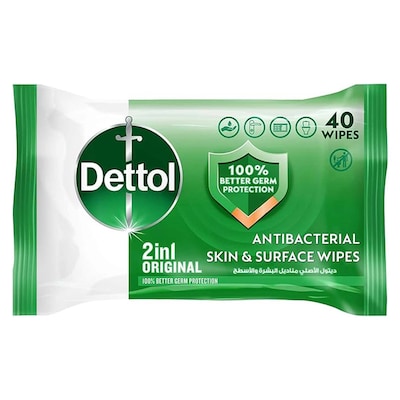 40
WIPES
Dettol
100%
BETTER GERM
PROTECTION
2in1
ORIGINAL
100% BETTER GERM PROTECTION
ANTIBACTERIAL
SKIN & SURFACE WIPES
ديتول الأصلي مناديل البشرة والأسطح